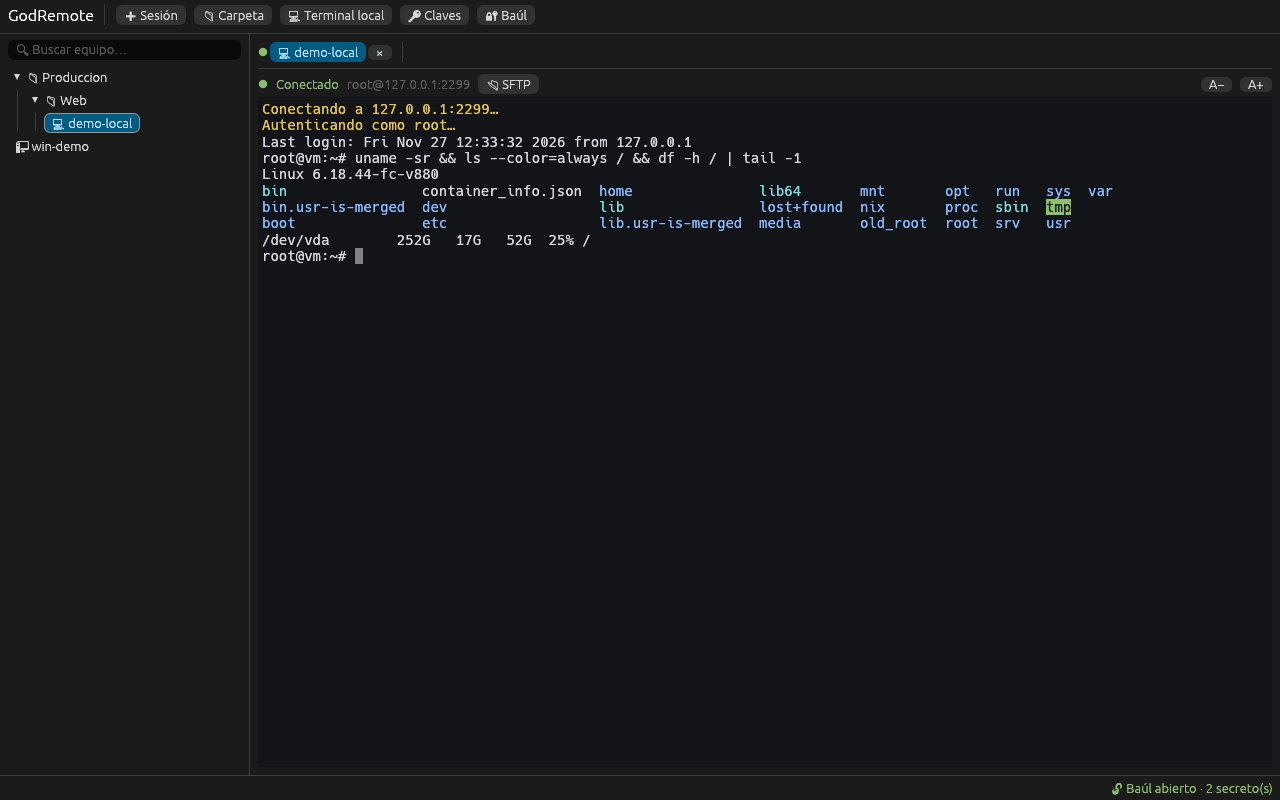 GodRemote + Sesión Carpeta Terminal local Claves Baúl
Buscar equipo…
Produccion
Web
demo-local
win-demo
demo-local ×
Conectado root@127.0.0.1:2299 SFTP A− A+
Conectando a 127.0.0.1:2299…
Autenticando como root…
Last login: Fri Nov 27 12:33:32 2026 from 127.0.0.1
root@vm:~# uname -sr && ls --color=always / && df -h / | tail -1
Linux 6.18.44-fc-v880
bin container_info.json home lib64 mnt opt run sys var
bin.usr-is-merged dev lib lost+found nix proc sbin tmp
boot etc lib.usr-is-merged media old_root root srv usr
/dev/vda 252G 17G 52G 25% /
root@vm:~#
Baúl abierto · 2 secreto(s)